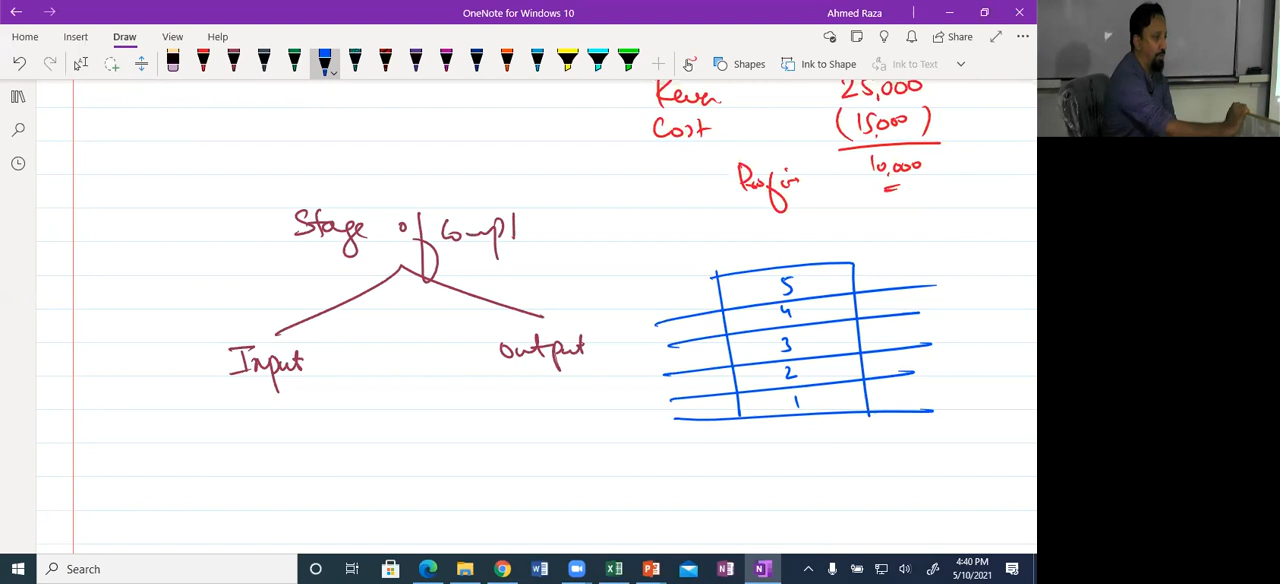 OneNote for Windows 10
Ahmed Raza
Home Insert Draw View Help
Share
Shapes
Ink to Shape
Ink to Text
25,000
Cost (15,000)
10,000
Stage of Compl
Input
Output
5
4
3
2
1
Search
4:40 PM
5/10/2021